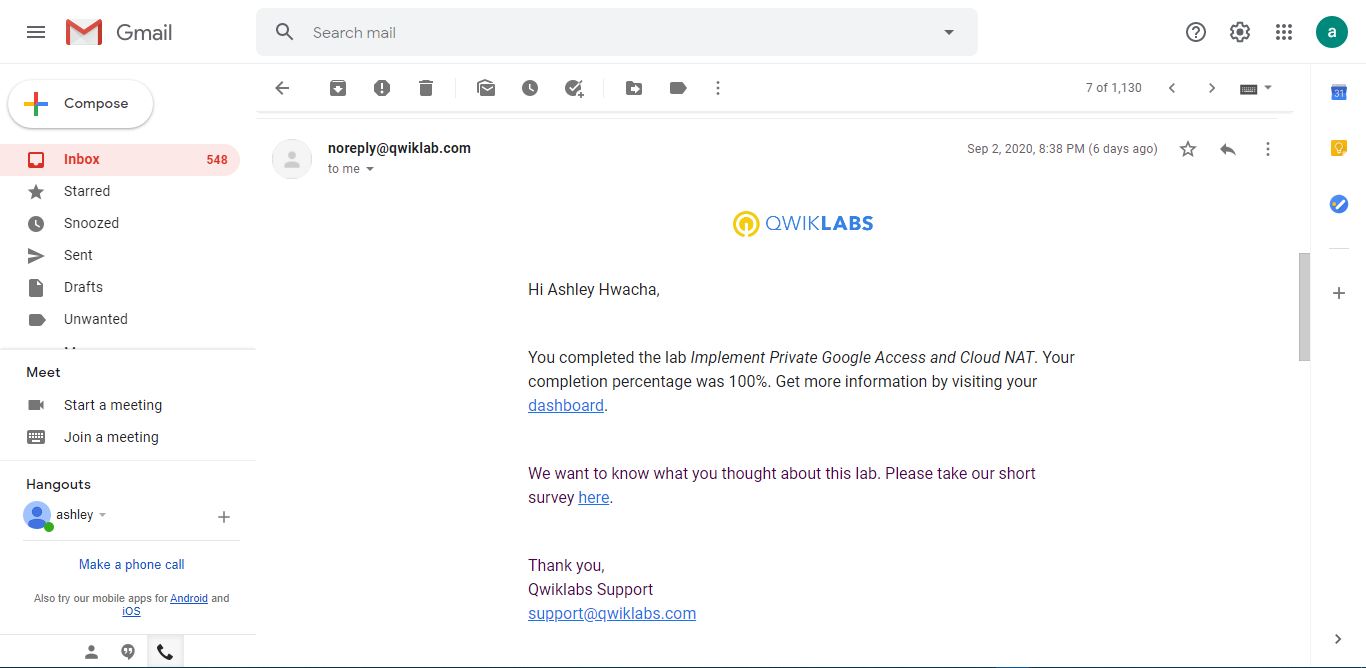 Gmail
Search mail
a
Compose
7 of 1,130
31
Inbox 548
Starred
Snoozed
Sent
Drafts
Unwanted
Meet
Start a meeting
Join a meeting
Hangouts
ashley
Make a phone call
Also try our mobile apps for Android and
iOS
noreply@qwiklab.com
Sep 2, 2020, 8:38 PM (6 days ago)
to me
QWIKLABS
Hi Ashley Hwacha,
You completed the lab Implement Private Google Access and Cloud NAT. Your
completion percentage was 100%. Get more information by visiting your
dashboard.
We want to know what you thought about this lab. Please take our short
survey here.
Thank you,
Qwiklabs Support
support@qwiklabs.com